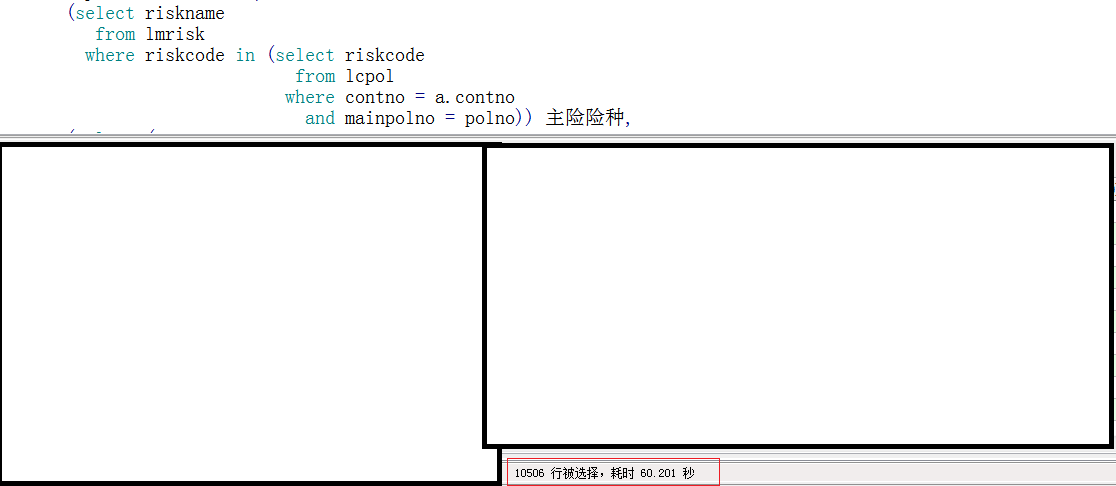 (select riskname
from lmrisk
where riskcode in (select riskcode
from lcpol
where contno = a.contno
and mainpolno = polno)) 主险险种,
10506 行被选择，耗时 60.201 秒